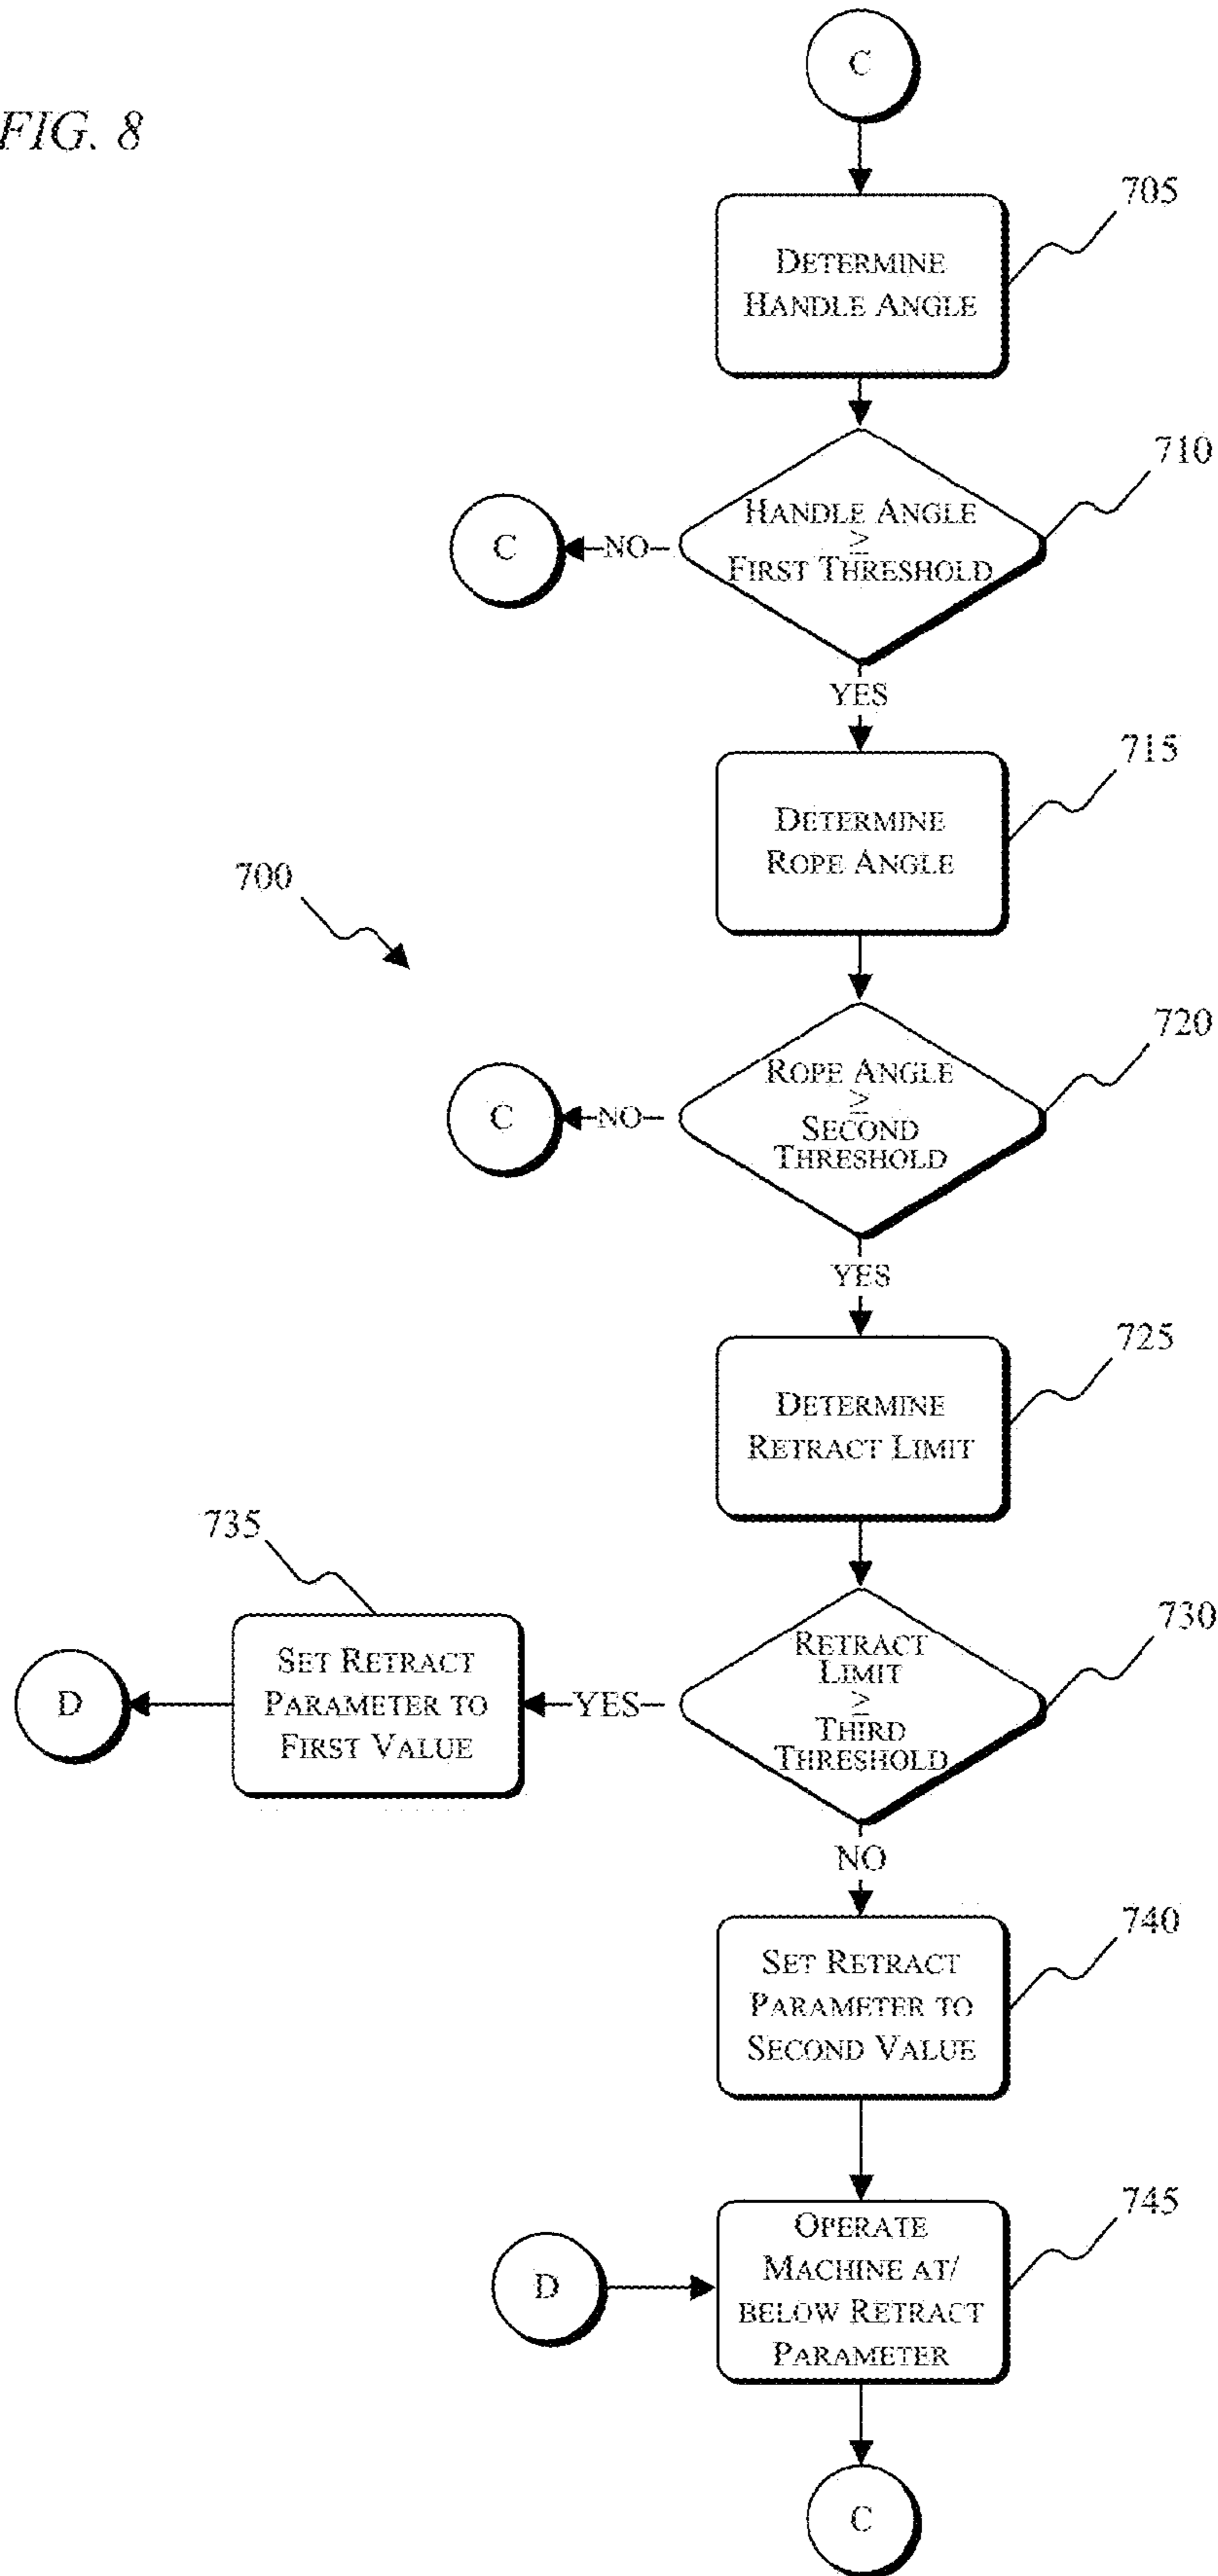 FIG. 8
C
705
DETERMINE
HANDLE ANGLE
710
HANDLE ANGLE
≥
FIRST THRESHOLD
NO
C
YES
715
DETERMINE
ROPE ANGLE
700
720
ROPE ANGLE
≥
SECOND
THRESHOLD
NO
C
YES
725
DETERMINE
RETRACT LIMIT
735
730
RETRACT
LIMIT
≥
THIRD
THRESHOLD
YES
SET RETRACT
PARAMETER TO
FIRST VALUE
D
NO
740
SET RETRACT
PARAMETER TO
SECOND VALUE
745
OPERATE
MACHINE AT/
BELOW RETRACT
PARAMETER
D
C